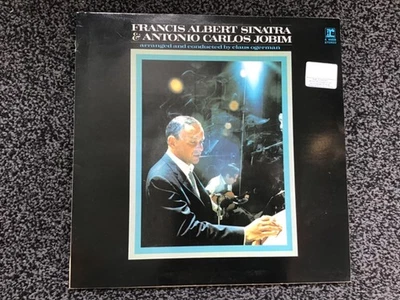 FRANCIS ALBERT SINATRA
& ANTONIO CARLOS JOBIM
arranged and conducted by claus ogerman